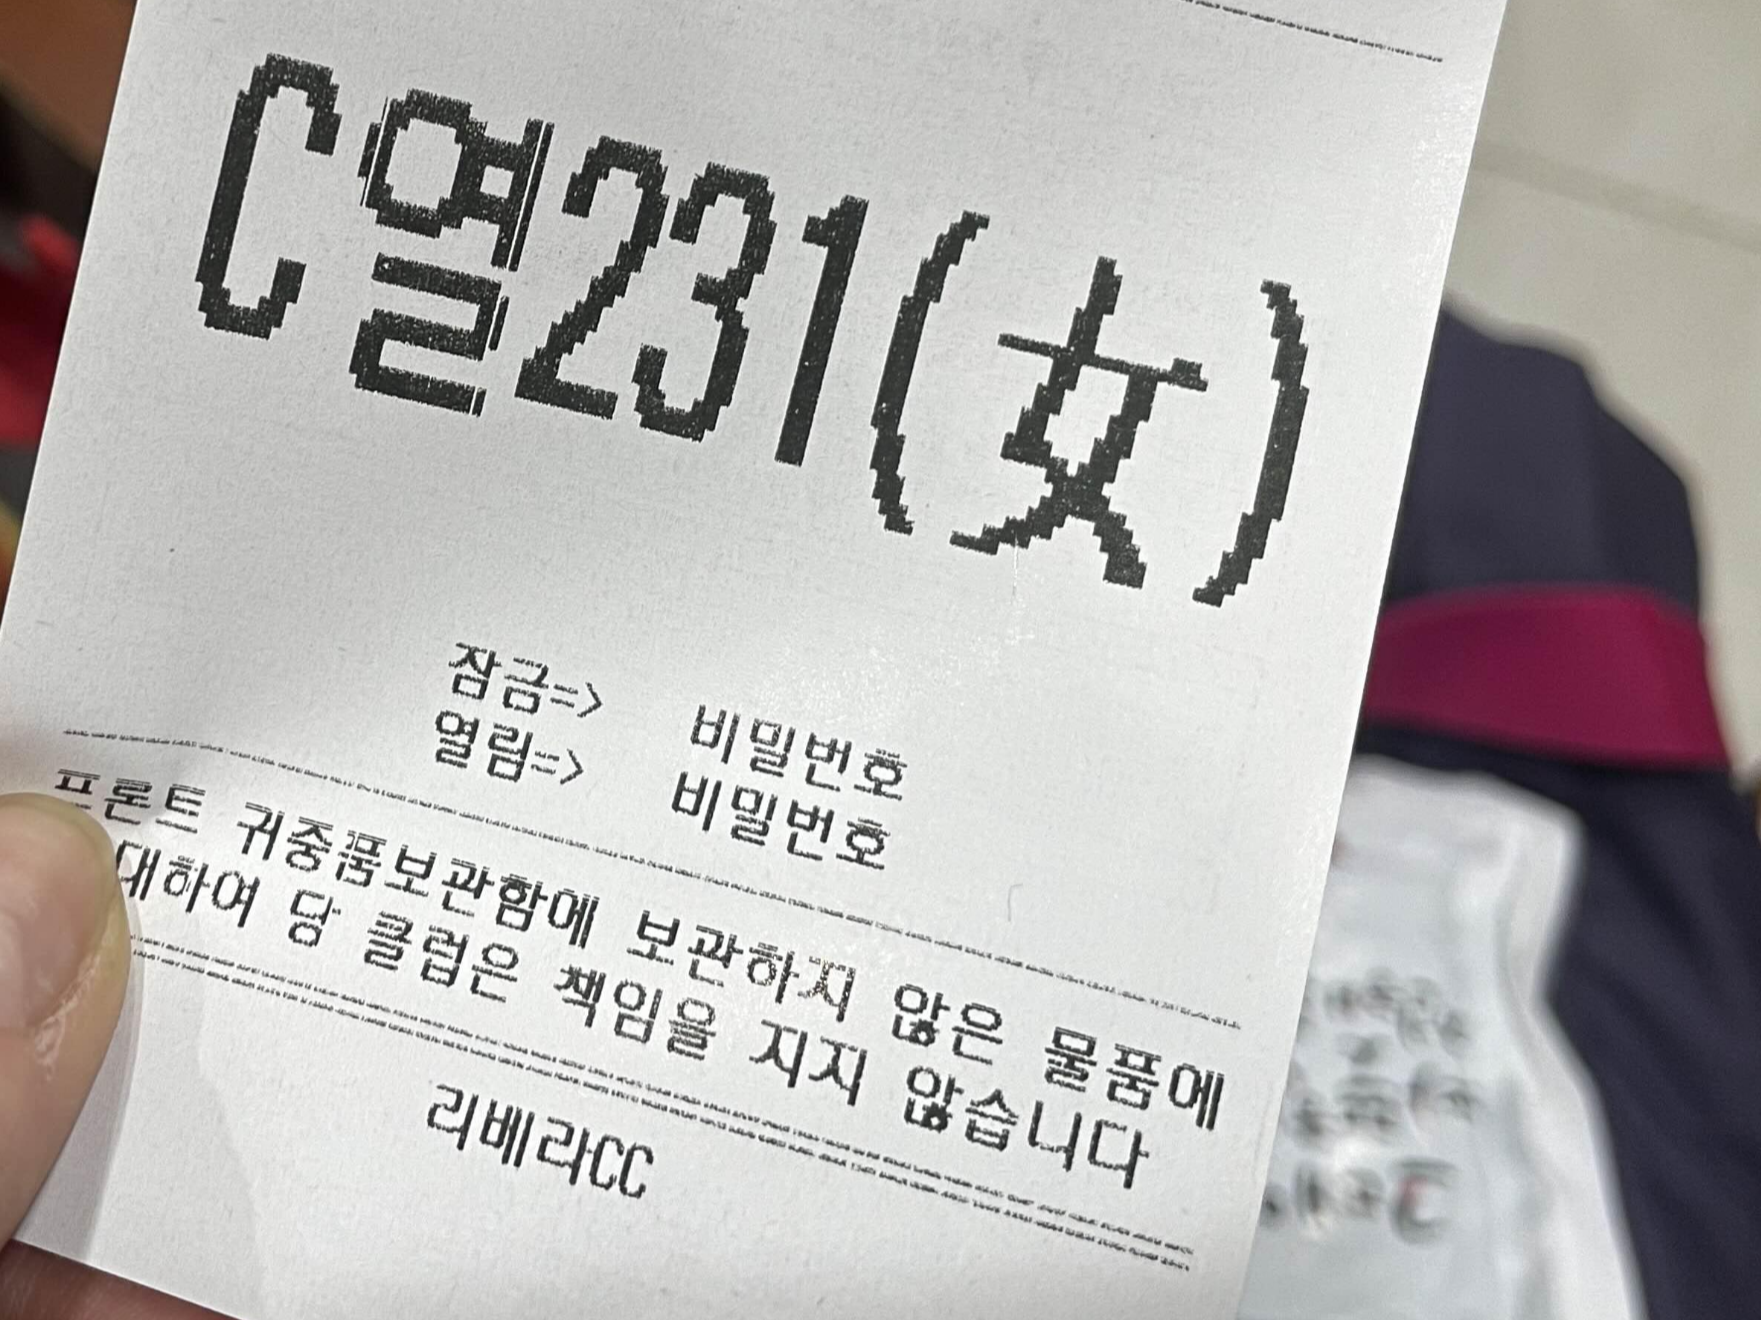 C열231(女)
잠금=> 비밀번호
열림=> 비밀번호
프론트 귀중품보관함에 보관하지 않은 물품에
대하여 당 클럽은 책임을 지지 않습니다
리베라CC